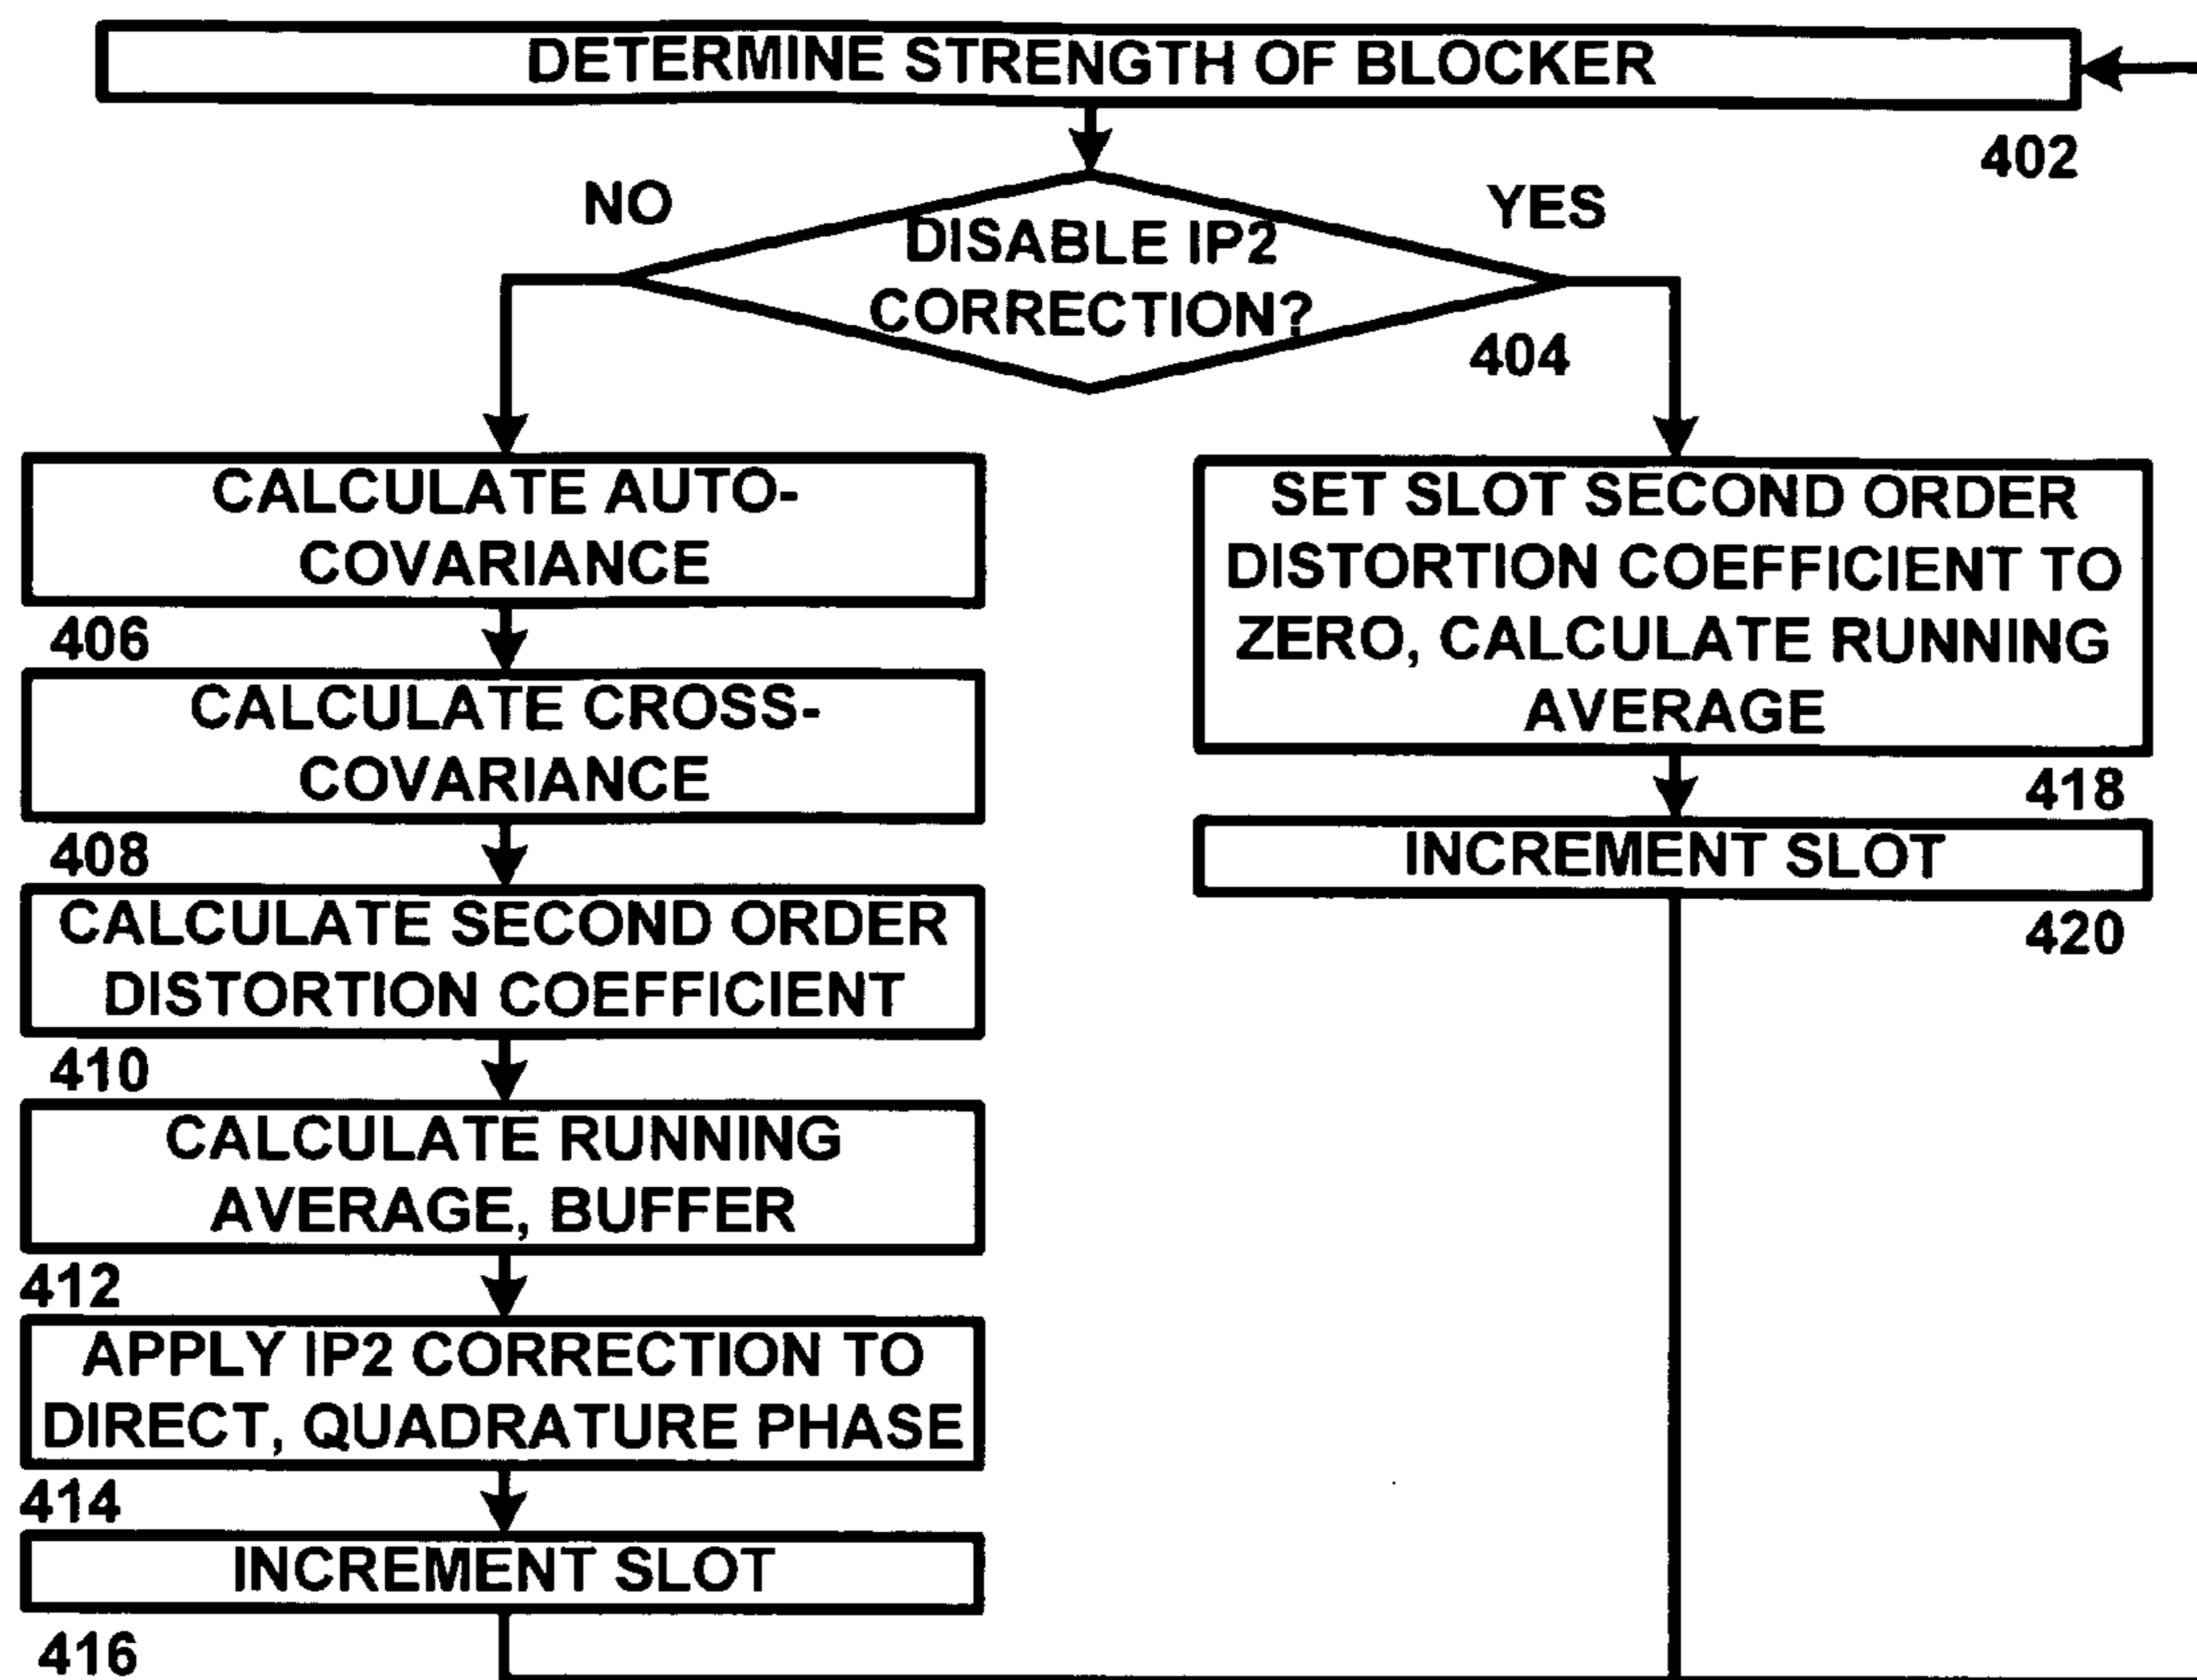 DETERMINE STRENGTH OF BLOCKER
402
NO
YES
DISABLE IP2
CORRECTION?
404
CALCULATE AUTO-
COVARIANCE
406
CALCULATE CROSS-
COVARIANCE
408
CALCULATE SECOND ORDER
DISTORTION COEFFICIENT
410
CALCULATE RUNNING
AVERAGE, BUFFER
412
APPLY IP2 CORRECTION TO
DIRECT, QUADRATURE PHASE
414
INCREMENT SLOT
416
SET SLOT SECOND ORDER
DISTORTION COEFFICIENT TO
ZERO, CALCULATE RUNNING
AVERAGE
418
INCREMENT SLOT
420